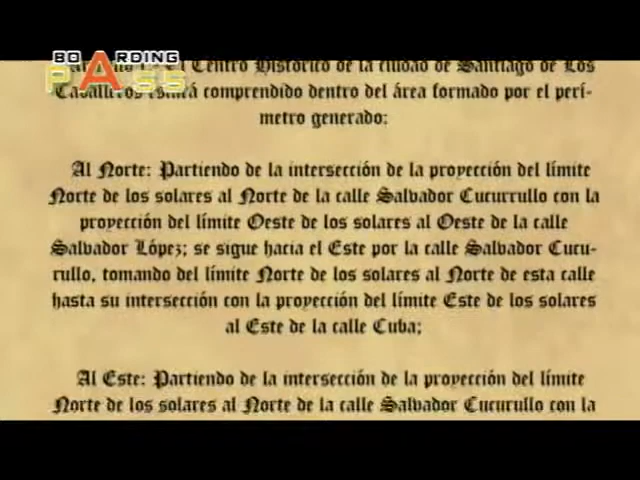 BOARDING
PASS
El Centro Histórico de la ciudad de Santiago de Los
Caballeros estará comprendido dentro del área formado por el perí-
metro generado:
Al Norte: Partiendo de la intersección de la proyección del límite
Norte de los solares al Norte de la calle Salvador Cucurrullo con la
proyección del límite Oeste de los solares al Oeste de la calle
Salvador López; se sigue hacia el Este por la calle Salvador Cucu-
rullo, tomando del límite Norte de los solares al Norte de esta calle
hasta su intersección con la proyección del límite Este de los solares
al Este de la calle Cuba;
Al Este: Partiendo de la intersección de la proyección del límite
Norte de los solares al Norte de la calle Salvador Cucurullo con la